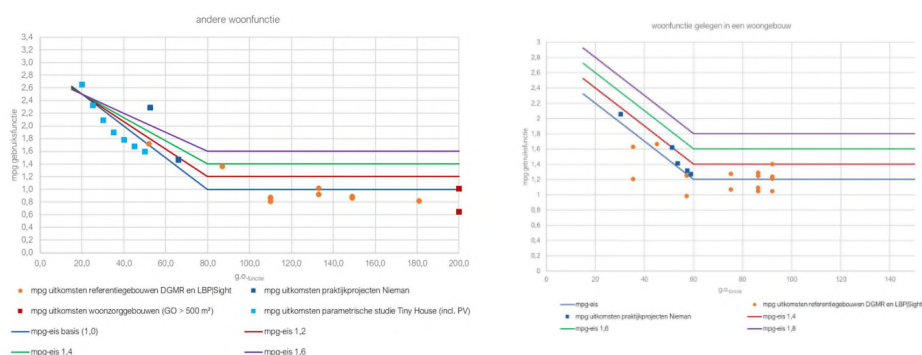 andere woonfunctie
mpg gebruiksfunctie
3,4
3,2
3,0
2,8
2,6
2,4
2,2
2,0
1,8
1,6
1,4
1,2
1,0
0,8
0,6
0,4
0,2
0,0
0,0 20,0 40,0 60,0 80,0 100,0 120,0 140,0 160,0 180,0 200,0
g.o.functie
mpg uitkomsten referentiegebouwen DGMR en LBP|Sight mpg uitkomsten praktijkprojecten Nieman
mpg uitkomsten woonzorggebouwen (GO > 500 m²) mpg uitkomsten parametrische studie Tiny House (incl. PV)
mpg-eis basis (1,0) mpg-eis 1,2
mpg-eis 1,4 mpg-eis 1,6
woonfunctie gelegen in een woongebouw
mpg gebruiksfunctie
3
2,8
2,6
2,4
2,2
2
1,8
1,6
1,4
1,2
1
0,8
0,6
0,4
0,2
0
0 20 40 60 80 100 120 140
g.o.functie
mpg-eis mpg uitkomsten referentiegebouwen DGMR en LBP|Sight
mpg uitkomsten praktijkprojecten Nieman mpg-eis 1,4
mpg-eis 1,6 mpg-eis 1,8